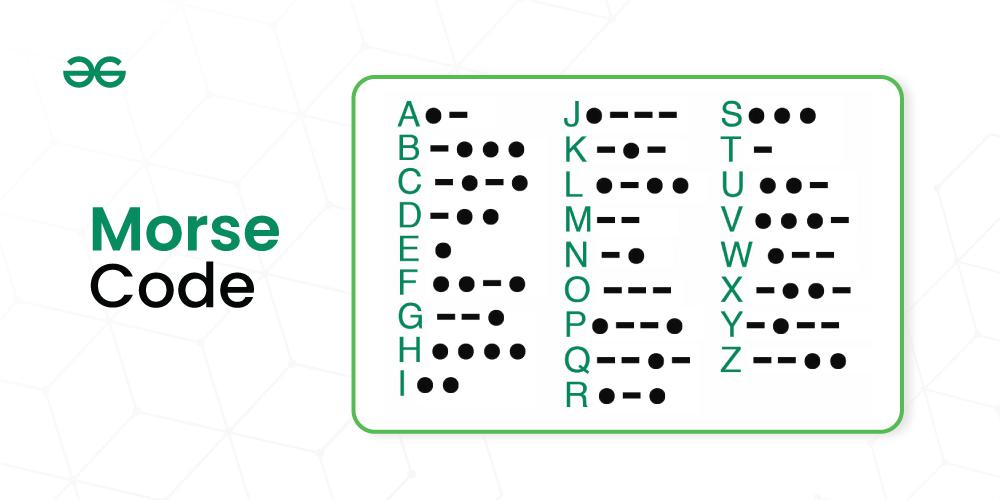 Morse
Code
A ●–
B –●●●
C –●–●
D –●●
E ●
F ●●–●
G ––●
H ●●●●
I ●●
J ●–––
K –●–
L ●–●●
M ––
N –●
O –––
P ●––●
Q ––●–
R ●–●
S ●●●
T –
U ●●–
V ●●●–
W ●––
X –●●–
Y –●––
Z ––●●